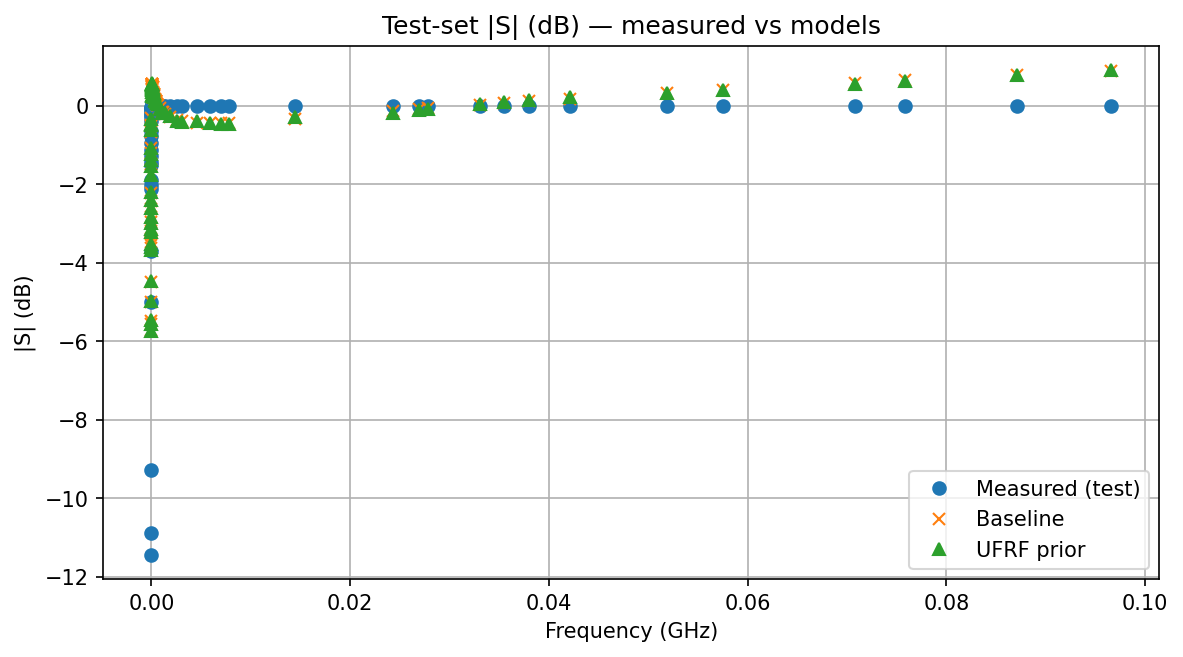 Test-set |S| (dB) — measured vs models
|S| (dB)
0
−2
−4
−6
−8
−10
−12
Measured (test)
Baseline
UFRF prior
0.00 0.02 0.04 0.06 0.08 0.10
Frequency (GHz)